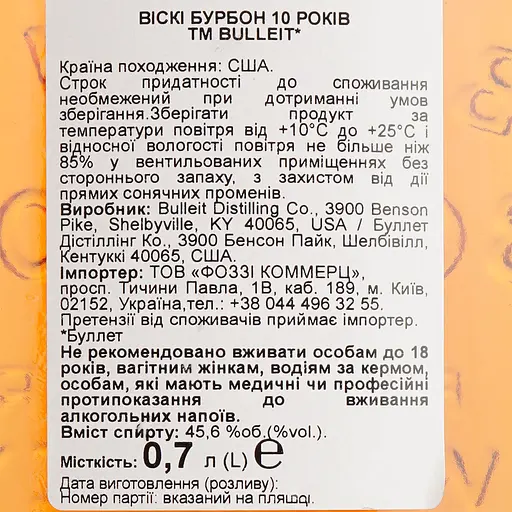 ВІСКІ БУРБОН 10 РОКІВ
ТМ BULLEIT*
Країна походження: США.
Строк придатності до споживання
необмежений при дотриманні умов
зберігання.Зберігати продукт за
температури повітря від +10°C до +25°C і
відносної вологості повітря не більше ніж
85% у вентильованих приміщеннях без
стороннього запаху, з захистом від дії
прямих сонячних променів.
Виробник: Bulleit Distilling Co., 3900 Benson
Pike, Shelbyville, KY 40065, USA / Буллет
Дістіллінг Ко., 3900 Бенсон Пайк, Шелбівілл,
Кентуккі 40065, США.
Імпортер: ТОВ «ФОЗЗІ КОММЕРЦ»,
просп. Тичини Павла, 1В, каб. 189, м. Київ,
02152, Україна,тел.: +38 044 496 32 55.
Претензії від споживачів приймає імпортер.
*Буллет
Не рекомендовано вживати особам до 18
років, вагітним жінкам, водіям за кермом,
особам, які мають медичні чи професійні
протипоказання до вживання
алкогольних напоїв.
Вміст спирту: 45,6 %об.(%vol.).
Місткість: 0,7 л (L) ℮
Дата виготовлення (розливу):
Номер партії: вказаний на пляшці.